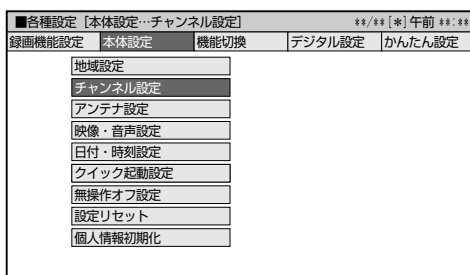 ■各種設定［本体設定…チャンネル設定］ **/**[*]午前 **:**
録画機能設定 本体設定 機能切換 デジタル設定 かんたん設定
地域設定
チャンネル設定
アンテナ設定
映像・音声設定
日付・時刻設定
クイック起動設定
無操作オフ設定
設定リセット
個人情報初期化